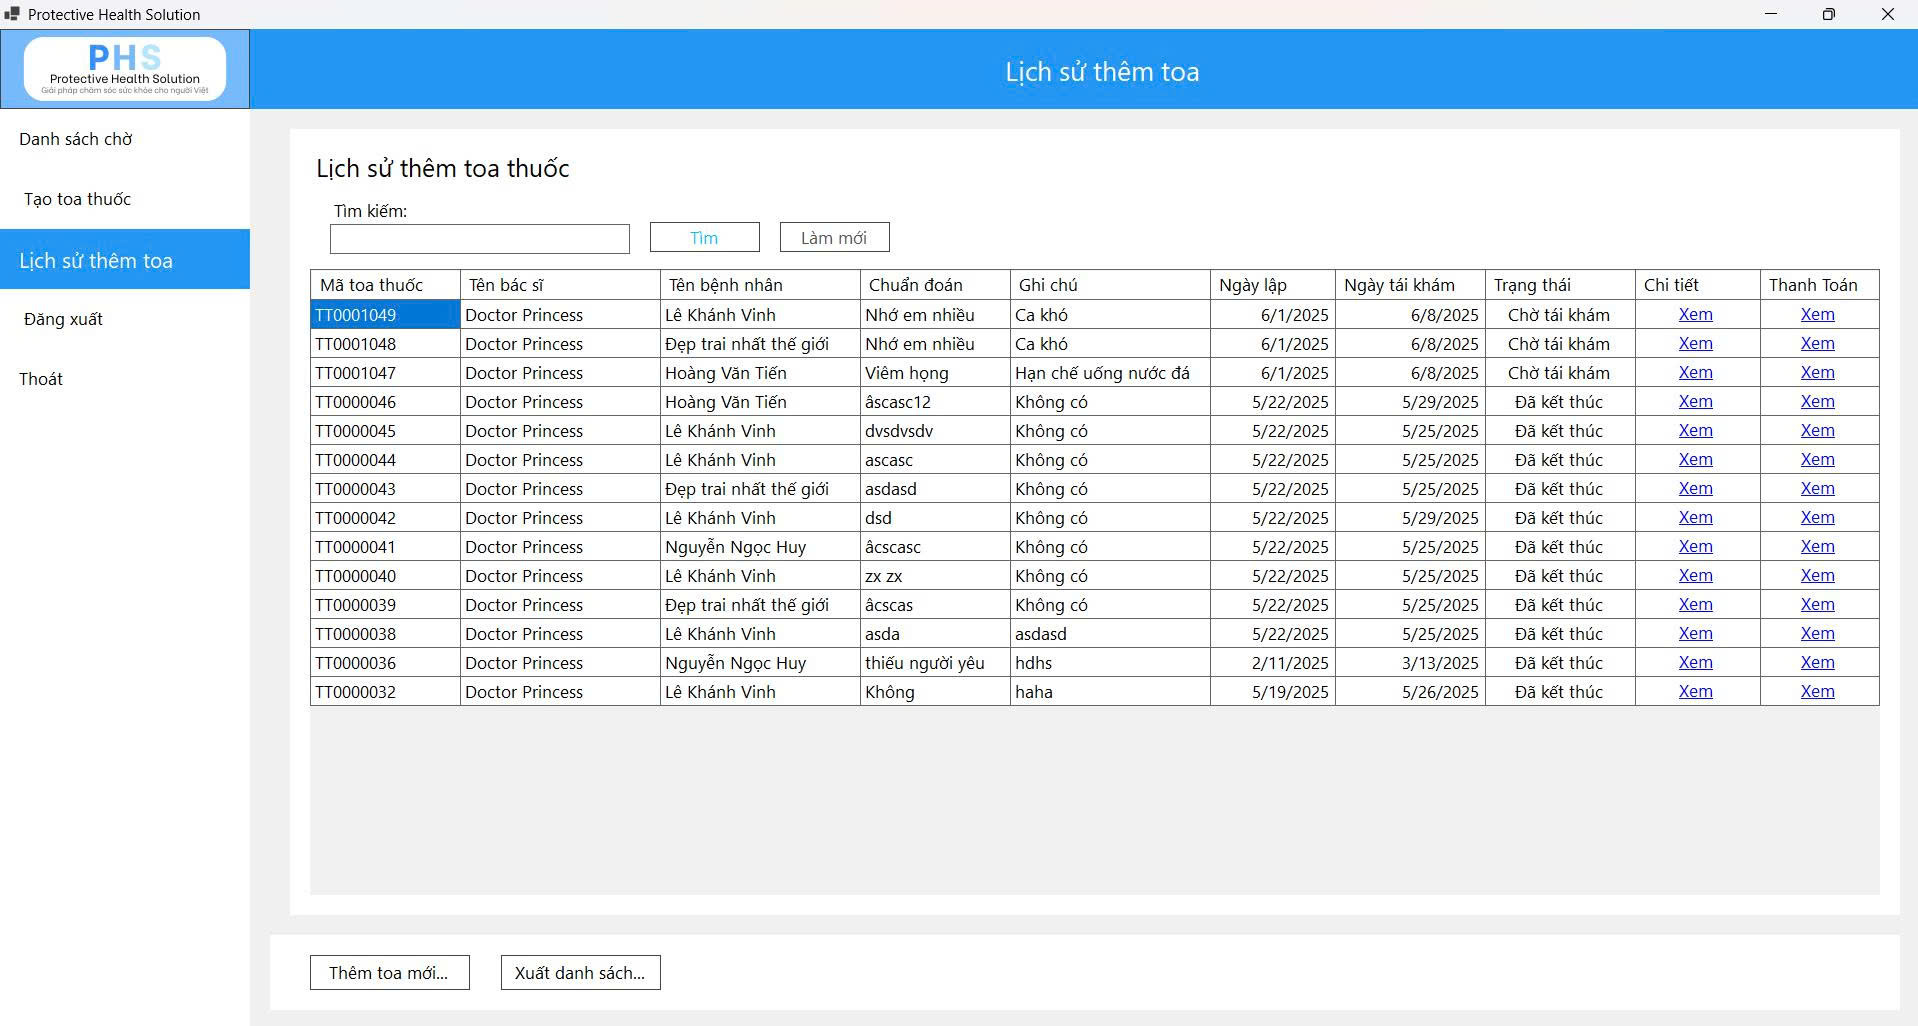 Protective Health Solution
PHS
Protective Health Solution
Giải pháp chăm sóc sức khỏe cho người Việt
Lịch sử thêm toa
Danh sách chờ
Tạo toa thuốc
Lịch sử thêm toa
Đăng xuất
Thoát
Lịch sử thêm toa thuốc
Tìm kiếm:
Tìm Làm mới
Mã toa thuốc Tên bác sĩ Tên bệnh nhân Chuẩn đoán Ghi chú Ngày lập Ngày tái khám Trạng thái Chi tiết Thanh Toán
TT0001049 Doctor Princess Lê Khánh Vinh Nhớ em nhiều Ca khó 6/1/2025 6/8/2025 Chờ tái khám Xem Xem
TT0001048 Doctor Princess Đẹp trai nhất thế giới Nhớ em nhiều Ca khó 6/1/2025 6/8/2025 Chờ tái khám Xem Xem
TT0001047 Doctor Princess Hoàng Văn Tiến Viêm họng Hạn chế uống nước đá 6/1/2025 6/8/2025 Chờ tái khám Xem Xem
TT0000046 Doctor Princess Hoàng Văn Tiến âscasc12 Không có 5/22/2025 5/29/2025 Đã kết thúc Xem Xem
TT0000045 Doctor Princess Lê Khánh Vinh dvsdvsdv Không có 5/22/2025 5/25/2025 Đã kết thúc Xem Xem
TT0000044 Doctor Princess Lê Khánh Vinh ascasc Không có 5/22/2025 5/25/2025 Đã kết thúc Xem Xem
TT0000043 Doctor Princess Đẹp trai nhất thế giới asdasd Không có 5/22/2025 5/25/2025 Đã kết thúc Xem Xem
TT0000042 Doctor Princess Lê Khánh Vinh dsd Không có 5/22/2025 5/29/2025 Đã kết thúc Xem Xem
TT0000041 Doctor Princess Nguyễn Ngọc Huy âcscasc Không có 5/22/2025 5/25/2025 Đã kết thúc Xem Xem
TT0000040 Doctor Princess Lê Khánh Vinh zx zx Không có 5/22/2025 5/25/2025 Đã kết thúc Xem Xem
TT0000039 Doctor Princess Đẹp trai nhất thế giới âcscas Không có 5/22/2025 5/25/2025 Đã kết thúc Xem Xem
TT0000038 Doctor Princess Lê Khánh Vinh asda asdasd 5/22/2025 5/25/2025 Đã kết thúc Xem Xem
TT0000036 Doctor Princess Nguyễn Ngọc Huy thiếu người yêu hdhs 2/11/2025 3/13/2025 Đã kết thúc Xem Xem
TT0000032 Doctor Princess Lê Khánh Vinh Không haha 5/19/2025 5/26/2025 Đã kết thúc Xem Xem
Thêm toa mới... Xuất danh sách...